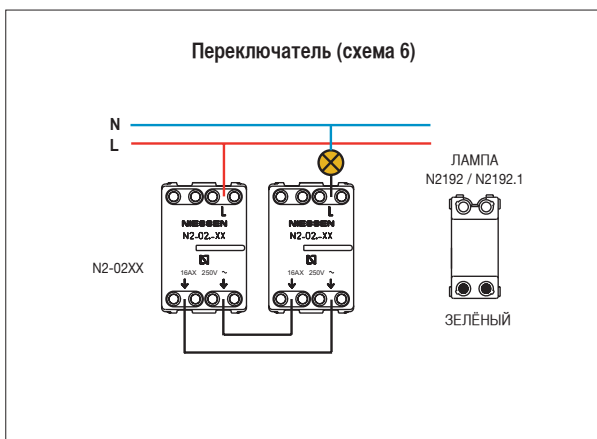 Переключатель (схема 6)
N
L
ЛАМПА
N2192 / N2192.1
L
L
NIESSEN
NIESSEN
N2-02..XX
N2-02..XX
N2-02XX
16AX 250V ~
16AX 250V ~
ЗЕЛЁНЫЙ